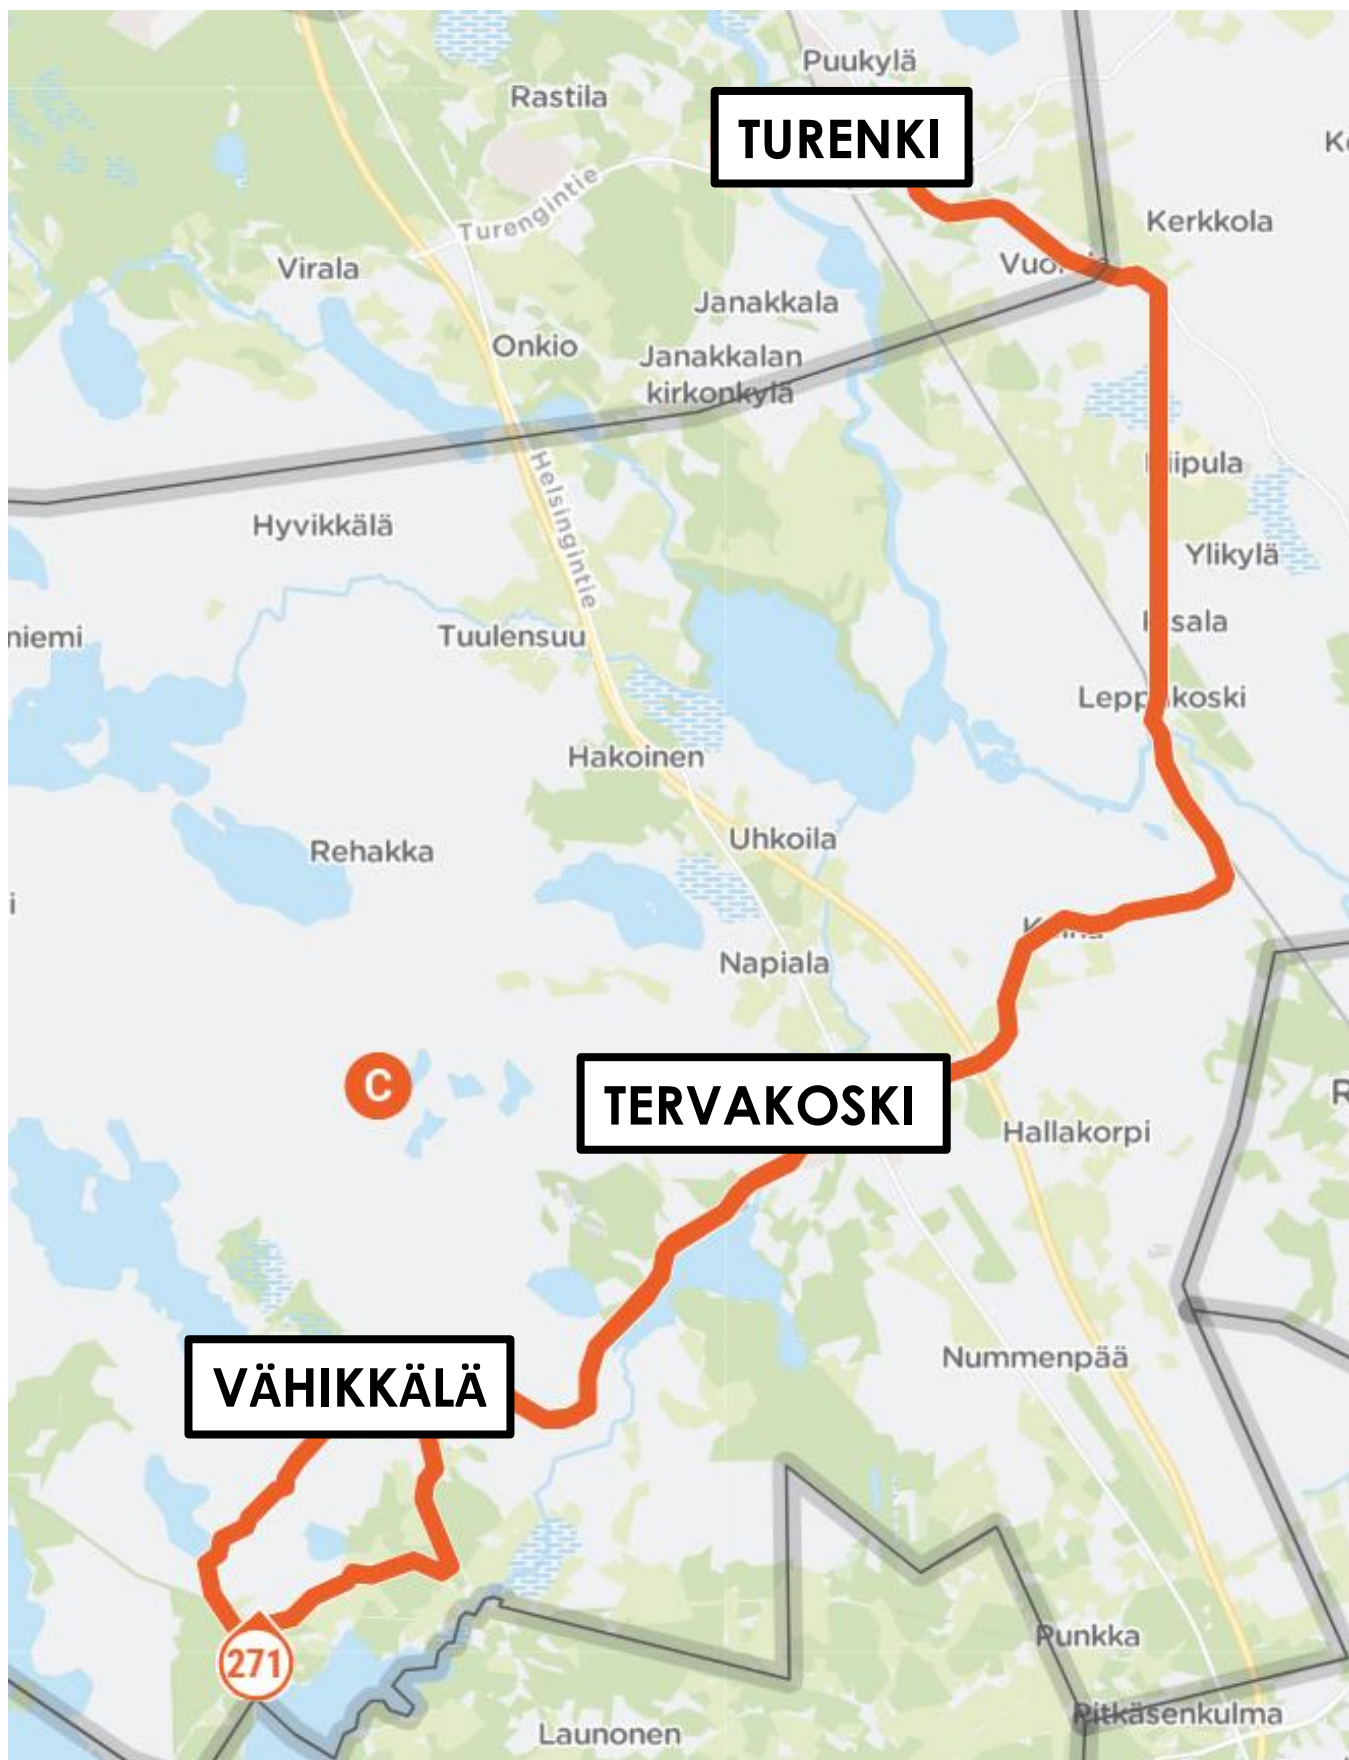 Puukylä
Rastila
TURENKI
Turengintie
Kerkkola
Virala
Janakkala
Onkio
Janakkalan
kirkonkylä
Helsingintie
Hyvikkälä
Ylikylä
Tuulensuu
Hakoinen
Uhkoila
Rehakka
Napiala
C
TERVAKOSKI
Hallakorpi
VÄHIKKÄLÄ
Nummenpää
271
Punkka
Pitkäsenkulma
Launonen